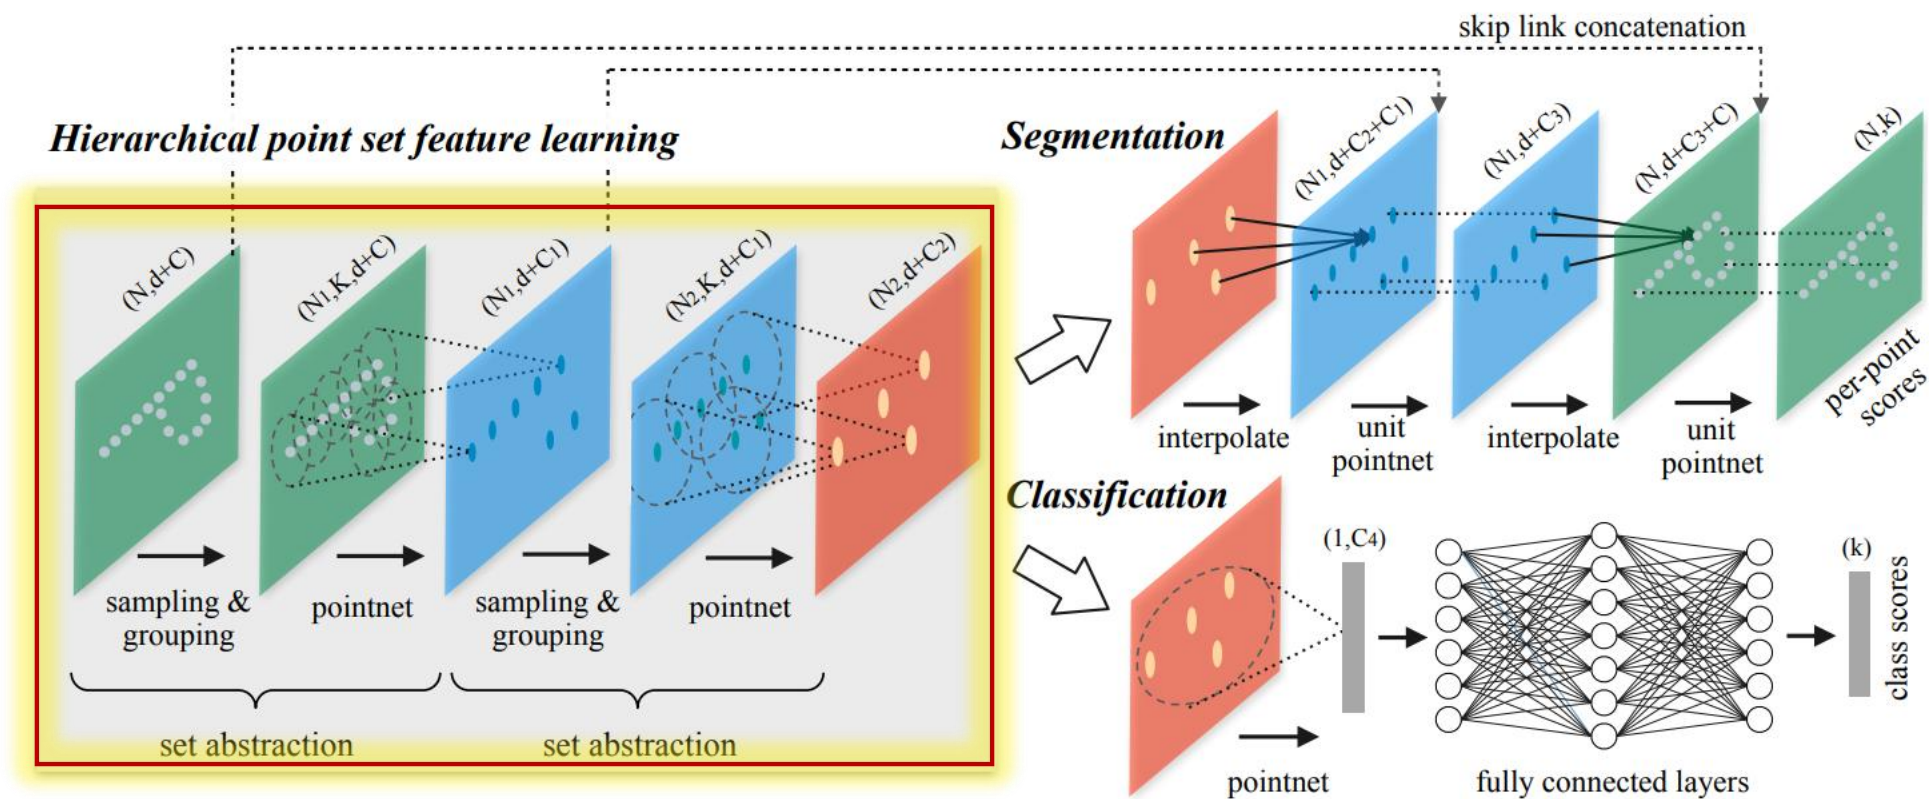 skip link concatenation
Hierarchical point set feature learning
(N,d+C)
(N1,K,d+C)
(N1,d+C1)
(N2,K,d+C1)
(N2,d+C2)
sampling &
grouping
pointnet
sampling &
grouping
pointnet
set abstraction
set abstraction
Segmentation
(N1,d+C2+C1)
(N1,d+C3)
(N,d+C3+C)
(N,k)
interpolate
unit
pointnet
interpolate
unit
pointnet
per-point
scores
Classification
(1,C4)
(k)
class scores
pointnet
fully connected layers